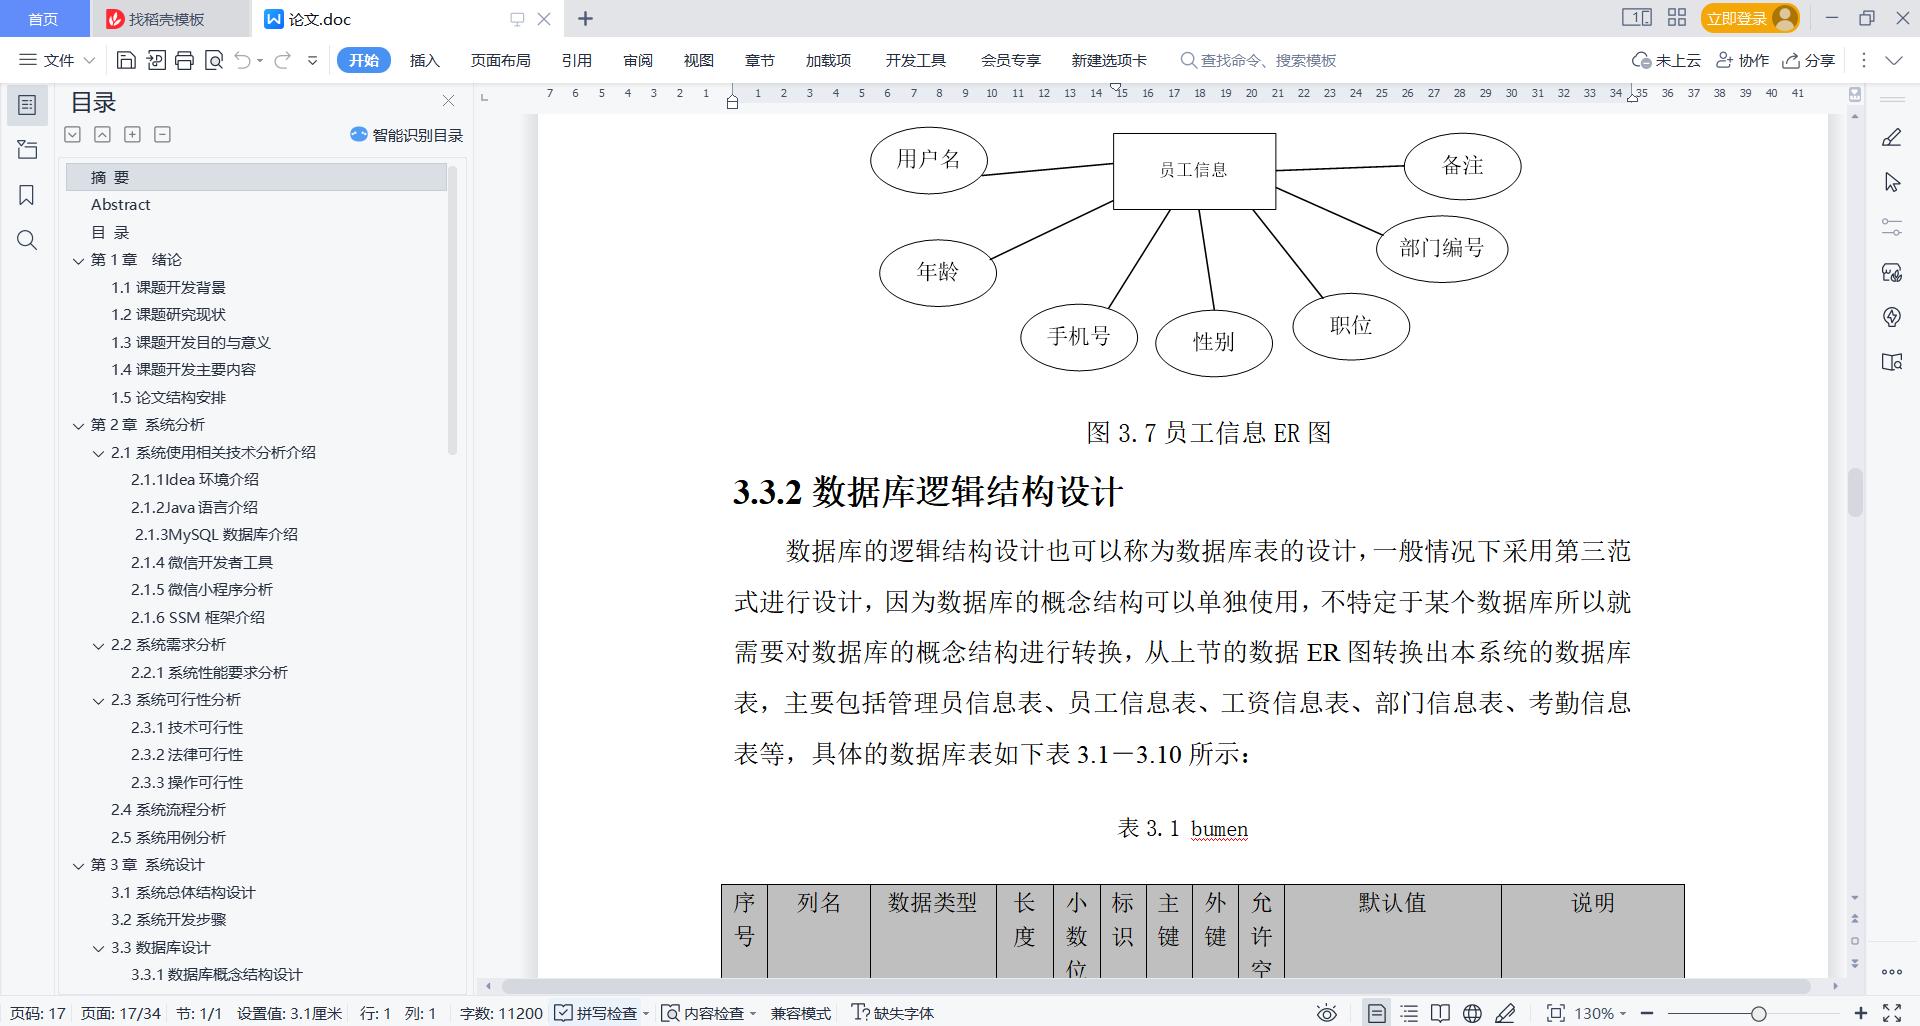 首页
找稻壳模板
论文.doc
立即登录
文件
开始
插入
页面布局
引用
审阅
视图
章节
加载项
开发工具
会员专享
新建选项卡
查找命令、搜索模板
未上云
协作
分享
目录
智能识别目录
7 6 5 4 3 2 1 1 2 3 4 5 6 7 8 9 10 11 12 13 14 15 16 17 18 19 20 21 22 23 24 25 26 27 28 29 30 31 32 33 34 35 36 37 38 39 40 41
摘 要
Abstract
目 录
第 1 章 绪论
1.1 课题开发背景
1.2 课题研究现状
1.3 课题开发目的与意义
1.4 课题开发主要内容
1.5 论文结构安排
第 2 章 系统分析
2.1 系统使用相关技术分析介绍
2.1.1Idea 环境介绍
2.1.2Java 语言介绍
2.1.3MySQL 数据库介绍
2.1.4 微信开发者工具
2.1.5 微信小程序分析
2.1.6 SSM 框架介绍
2.2 系统需求分析
2.2.1 系统性能要求分析
2.3 系统可行性分析
2.3.1 技术可行性
2.3.2 法律可行性
2.3.3 操作可行性
2.4 系统流程分析
2.5 系统用例分析
第 3 章 系统设计
3.1 系统总体结构设计
3.2 系统开发步骤
3.3 数据库设计
3.3.1 数据库概念结构设计
用户名
员工信息
备注
年龄
部门编号
手机号
性别
职位
图 3.7 员工信息 ER 图
3.3.2 数据库逻辑结构设计
数据库的逻辑结构设计也可以称为数据库表的设计，一般情况下采用第三范
式进行设计，因为数据库的概念结构可以单独使用，不特定于某个数据库所以就
需要对数据库的概念结构进行转换，从上节的数据 ER 图转换出本系统的数据库
表，主要包括管理员信息表、员工信息表、工资信息表、部门信息表、考勤信息
表等，具体的数据库表如下表 3.1－3.10 所示：
表 3.1 bumen
序号
列名
数据类型
长度
小数位
标识
主键
外键
允许空
默认值
说明
页码: 17 页面: 17/34 节: 1/1 设置值: 3.1厘米 行: 1 列: 1 字数: 11200 拼写检查 内容检查 兼容模式 缺失字体 130%